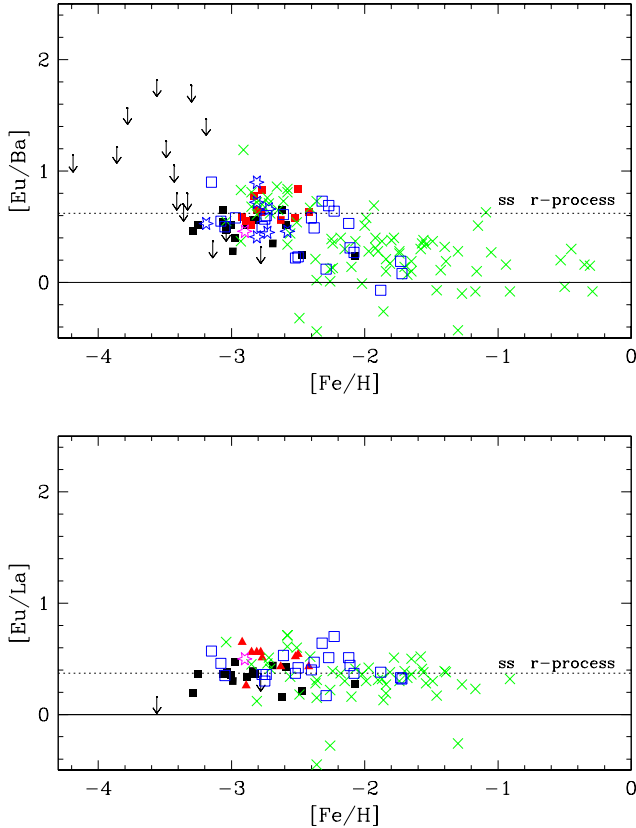 2
1
0
[Eu/Ba]
ss r-process
−4 −3 −2 −1 0
[Fe/H]
2
1
0
[Eu/La]
ss r-process
−4 −3 −2 −1 0
[Fe/H]